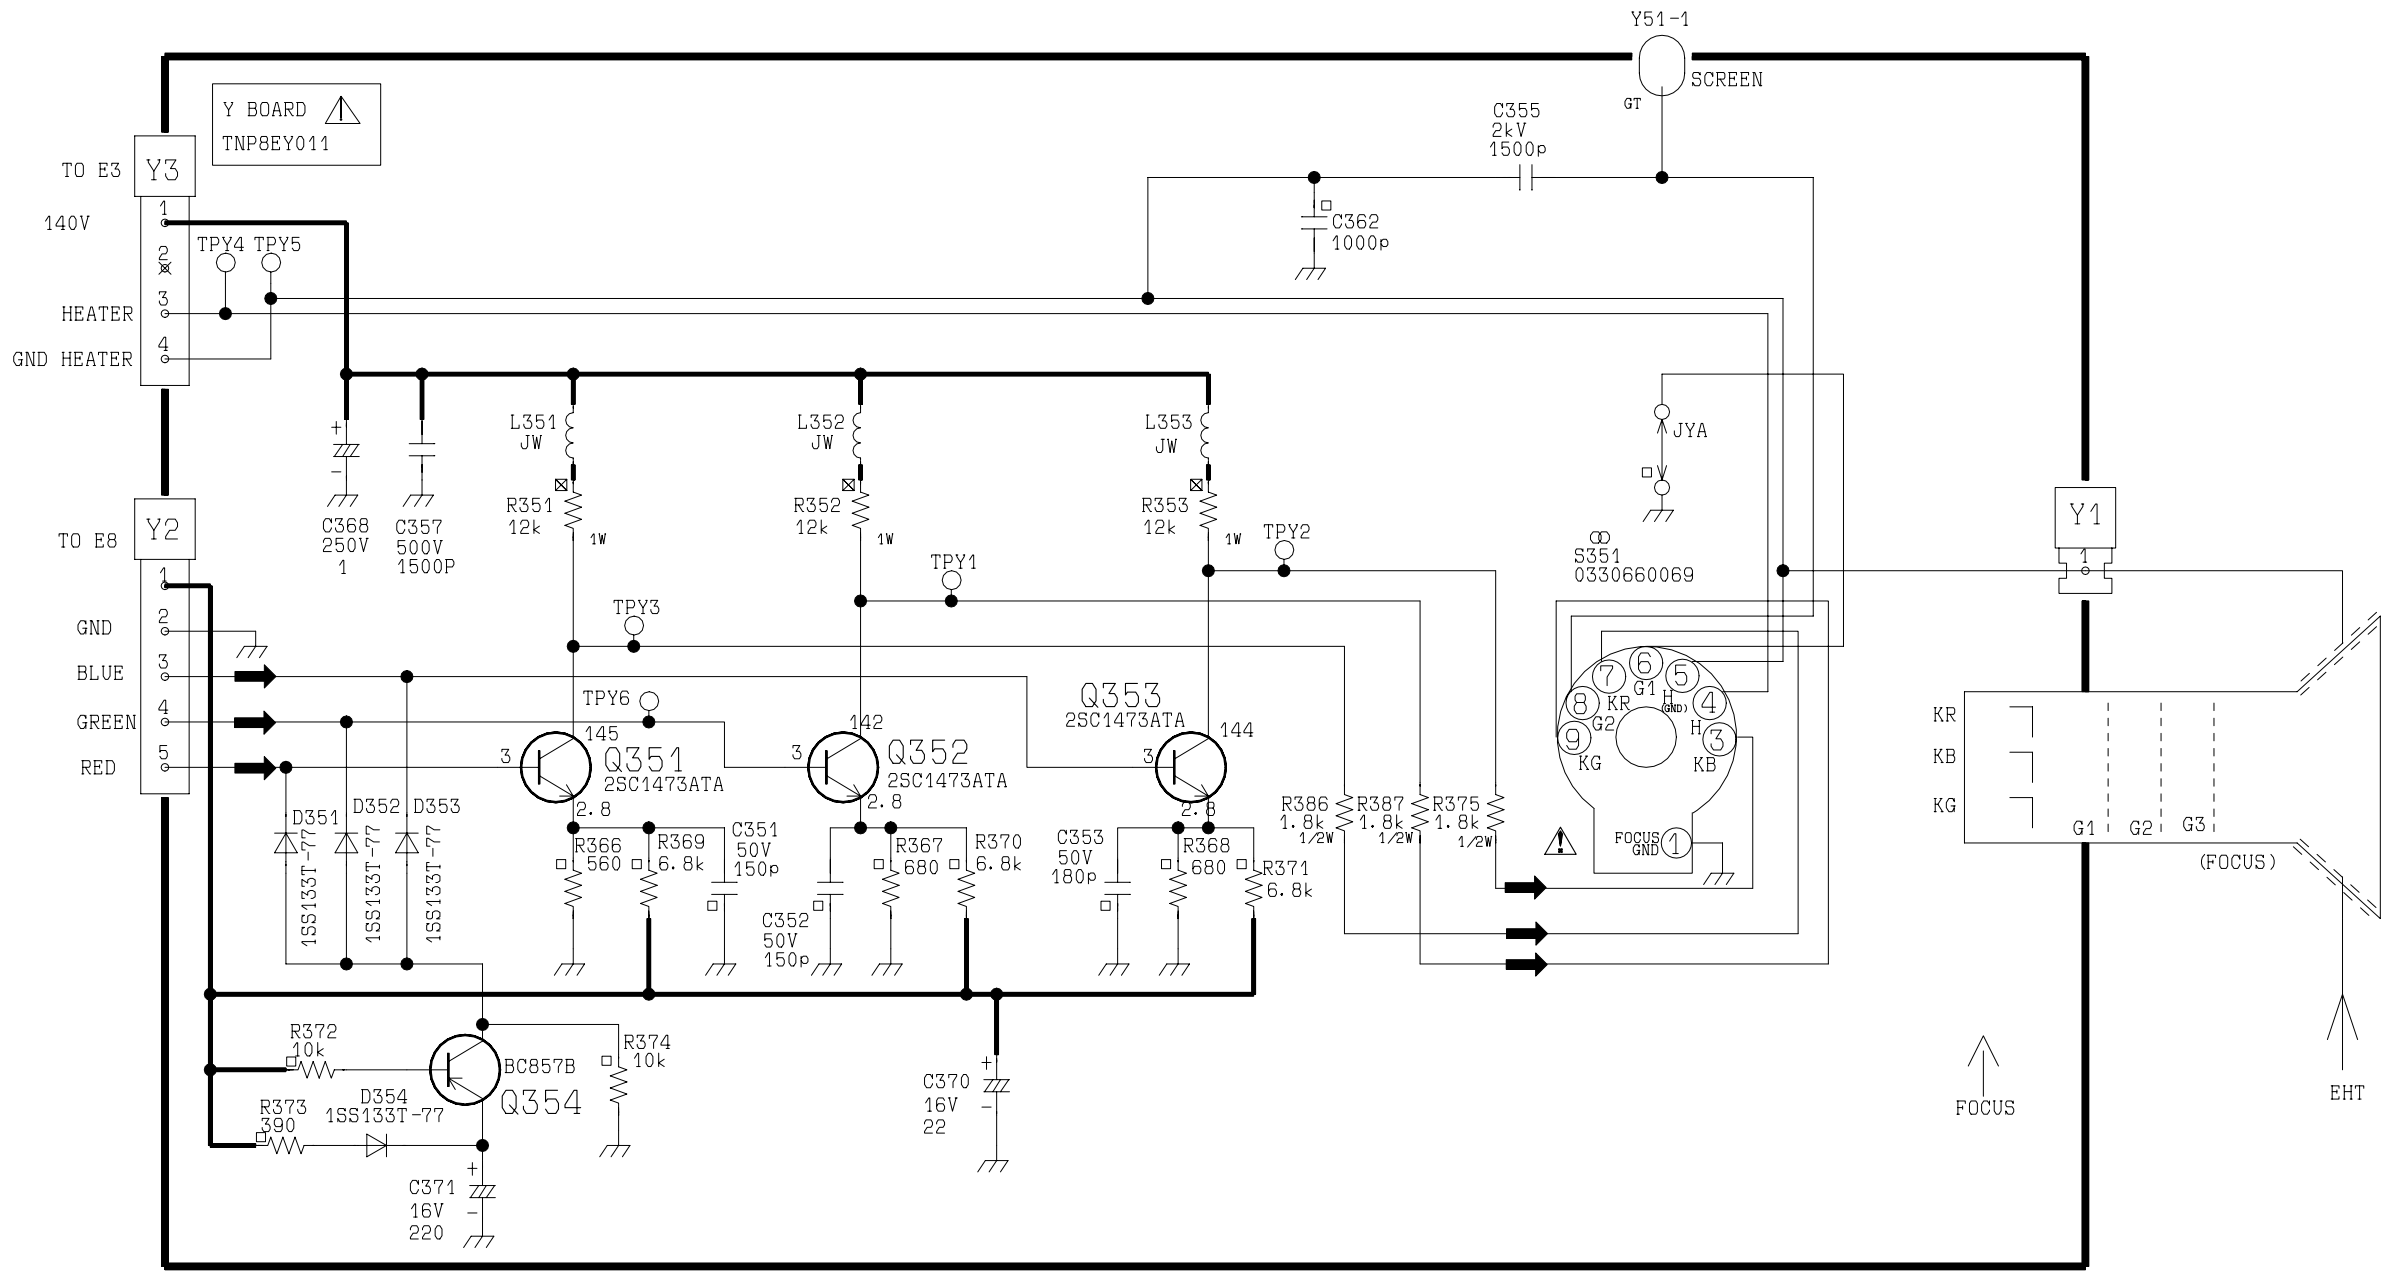 Y51-1
SCREEN
GT
Y BOARD
TNP8EY011
C355
2kV
1500p
TO E3
Y3
1
140V
2
TPY4
TPY5
3
HEATER
4
GND HEATER
C362
1000p
L351
JW
L352
JW
L353
JW
JYA
+
-
R351
12k
1W
R352
12k
1W
R353
12k
1W
C368
250V
1
C357
500V
1500P
TO E8
Y2
1
2
GND
3
BLUE
4
GREEN
5
RED
TPY2
TPY1
TPY3
TPY6
S351
0330660069
Y1
1
145
3
Q351
2SC1473ATA
2.8
142
3
Q352
2SC1473ATA
2.8
Q353
2SC1473ATA
144
3
2.8
6
G1
7
KR
5
H
(GND)
8
G2
4
H
9
KG
3
KB
FOCUS
GND
1
KR
KB
KG
G1
G2
G3
(FOCUS)
D351
1SS133T-77
D352
1SS133T-77
D353
1SS133T-77
R366
560
R369
6.8k
C351
50V
150p
C352
50V
150p
R367
680
R370
6.8k
C353
50V
180p
R368
680
R371
6.8k
R386
1.8k
1/2W
R387
1.8k
1/2W
R375
1.8k
1/2W
R372
10k
BC857B
Q354
R374
10k
R373
390
D354
1SS133T-77
+
-
C371
16V
220
+
-
C370
16V
22
FOCUS
EHT